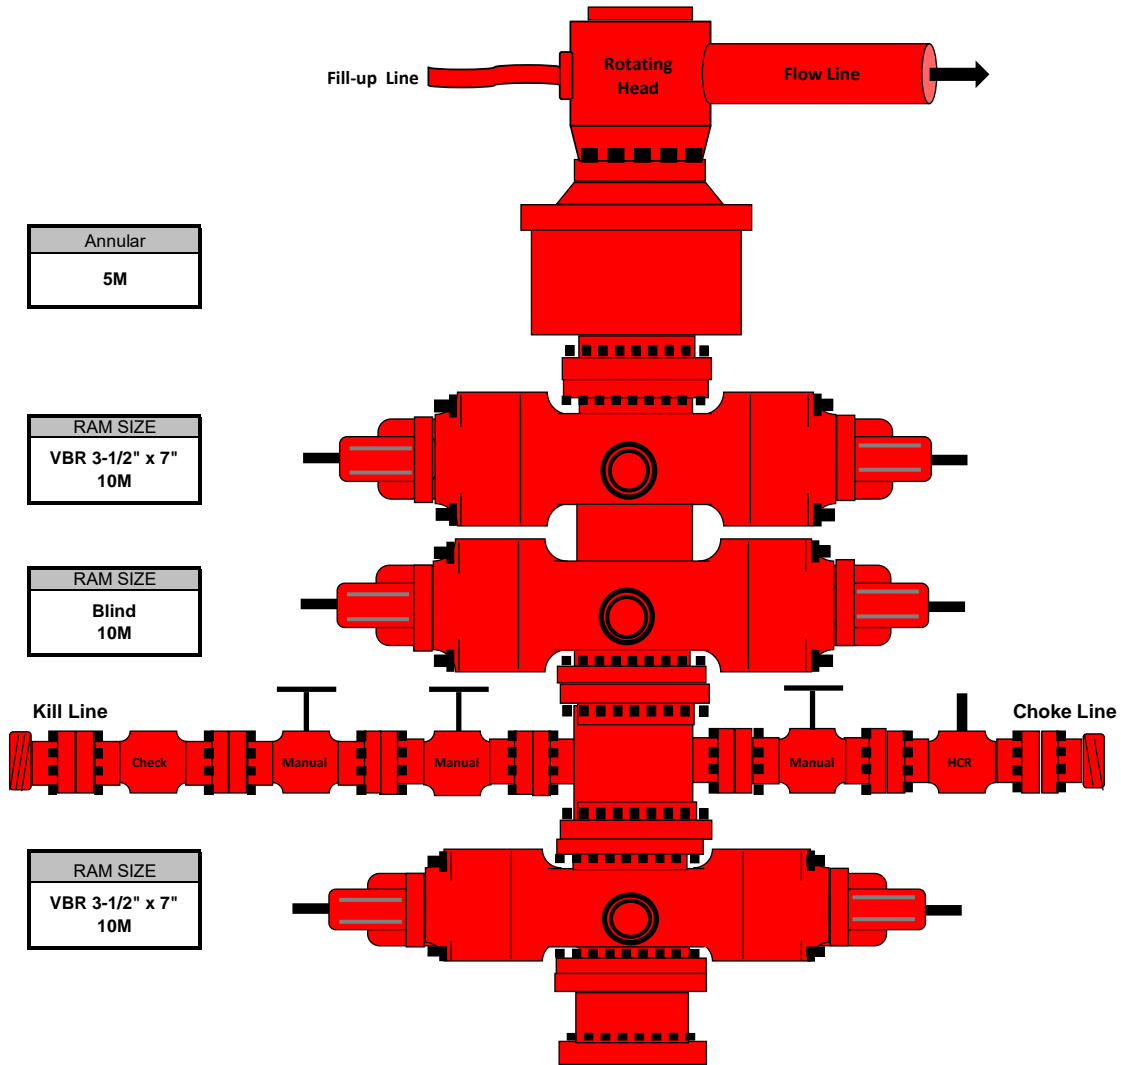 Rotating
Head
Flow Line
Fill-up Line
Annular
5M
RAM SIZE
VBR 3-1/2" x 7"
10M
RAM SIZE
Blind
10M
Kill Line
Choke Line
Check
Manual
Manual
Manual
HCR
RAM SIZE
VBR 3-1/2" x 7"
10M